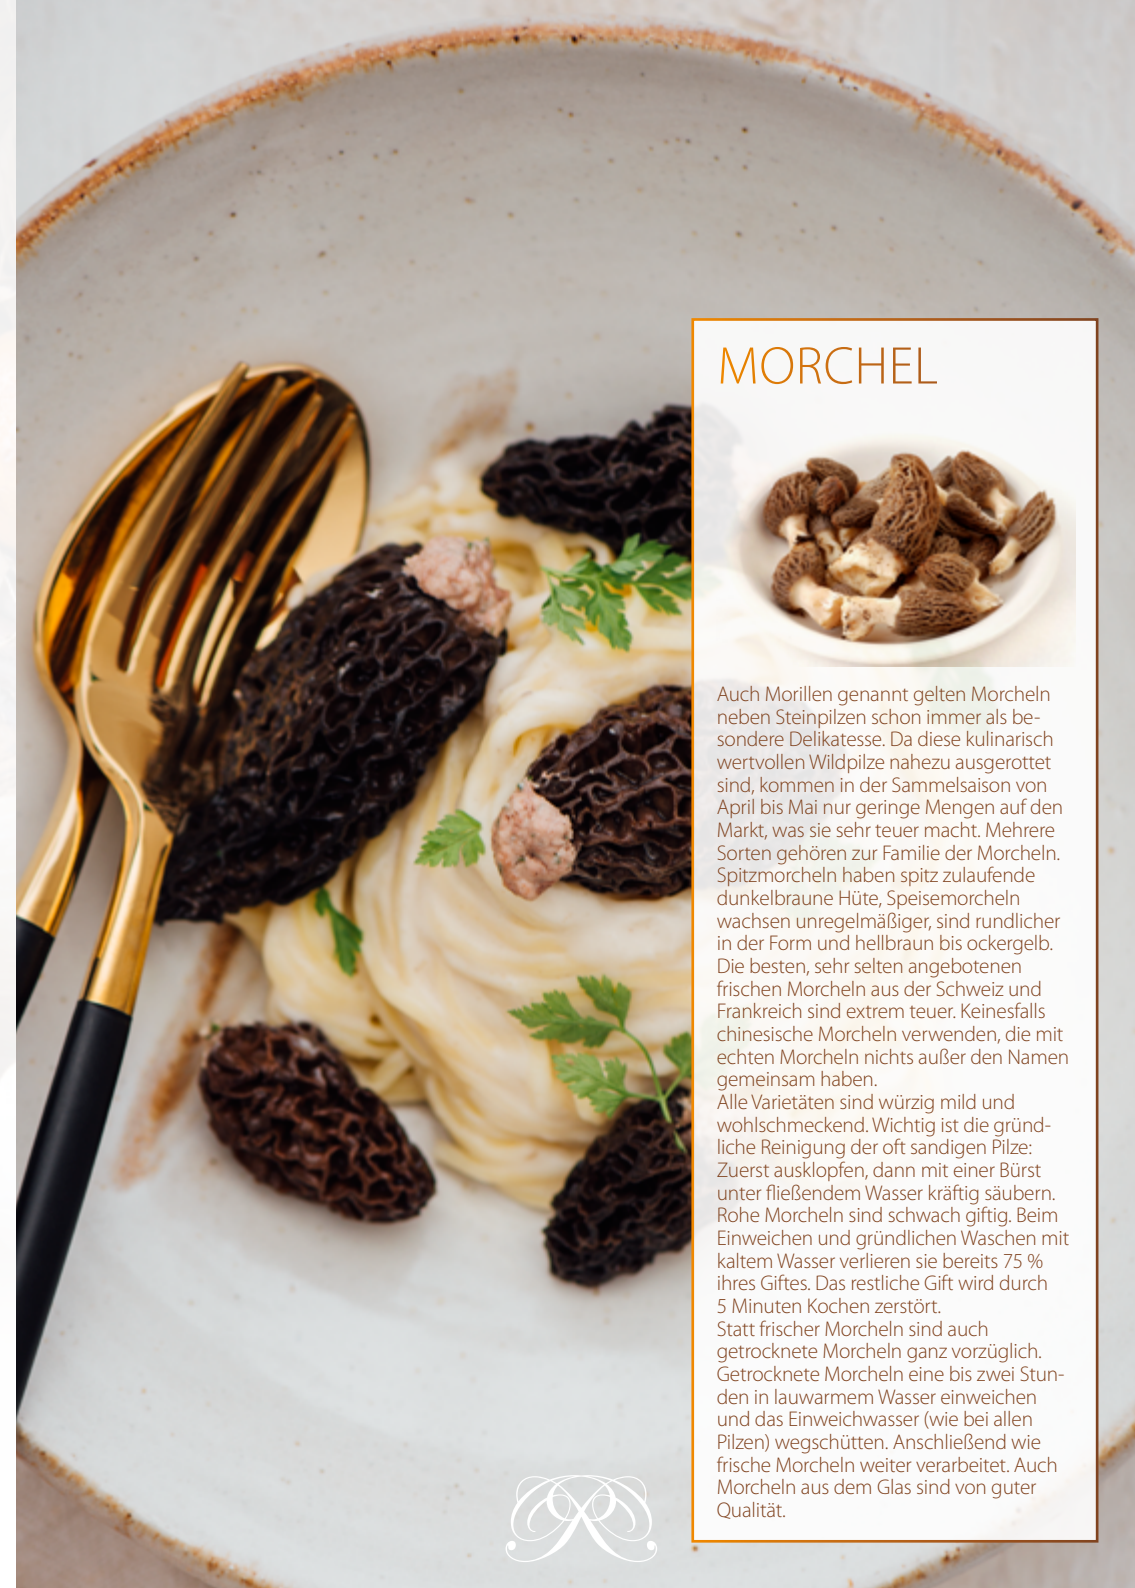 MORCHEL
Auch Morillen genannt gelten Morcheln
neben Steinpilzen schon immer als be-
sondere Delikatesse. Da diese kulinarisch
wertvollen Wildpilze nahezu ausgerottet
sind, kommen in der Sammelsaison von
April bis Mai nur geringe Mengen auf den
Markt, was sie sehr teuer macht. Mehrere
Sorten gehören zur Familie der Morcheln.
Spitzmorcheln haben spitz zulaufende
dunkelbraune Hüte, Speisemorcheln
wachsen unregelmäßiger, sind rundlicher
in der Form und hellbraun bis ockergelb.
Die besten, sehr selten angebotenen
frischen Morcheln aus der Schweiz und
Frankreich sind extrem teuer. Keinesfalls
chinesische Morcheln verwenden, die mit
echten Morcheln nichts außer den Namen
gemeinsam haben.
Alle Varietäten sind würzig mild und
wohlschmeckend. Wichtig ist die gründ-
liche Reinigung der oft sandigen Pilze:
Zuerst ausklopfen, dann mit einer Bürst
unter fließendem Wasser kräftig säubern.
Rohe Morcheln sind schwach giftig. Beim
Einweichen und gründlichen Waschen mit
kaltem Wasser verlieren sie bereits 75 %
ihres Giftes. Das restliche Gift wird durch
5 Minuten Kochen zerstört.
Statt frischer Morcheln sind auch
getrocknete Morcheln ganz vorzüglich.
Getrocknete Morcheln eine bis zwei Stun-
den in lauwarmem Wasser einweichen
und das Einweichwasser (wie bei allen
Pilzen) wegschütten. Anschließend wie
frische Morcheln weiter verarbeitet. Auch
Morcheln aus dem Glas sind von guter
Qualität.